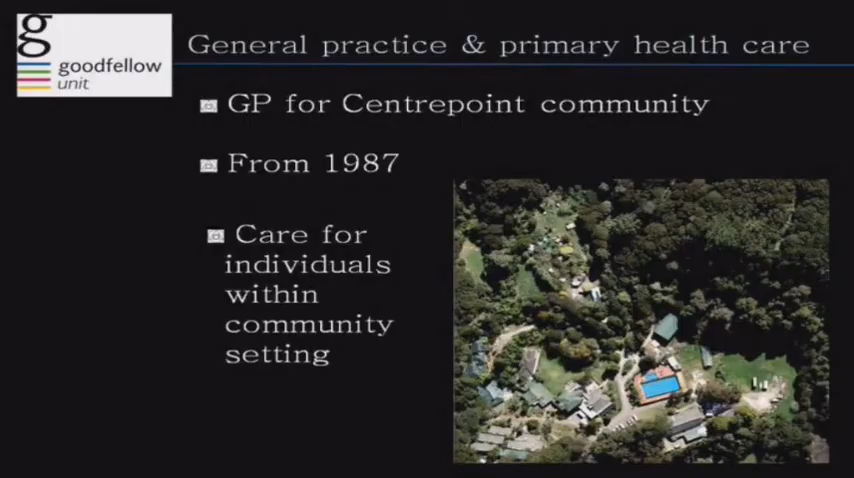 g
goodfellow
unit
General practice & primary health care
GP for Centrepoint community
From 1987
Care for
individuals
within
community
setting